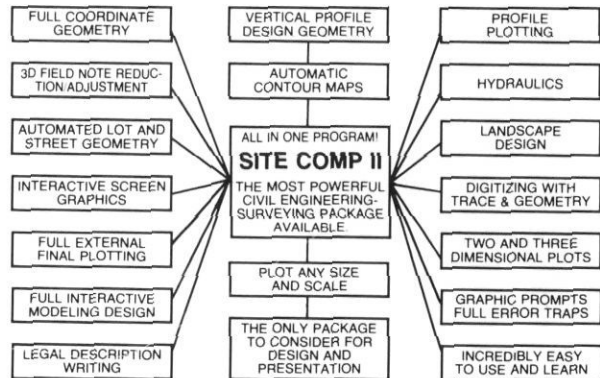 FULL COORDINATE
GEOMETRY
3D FIELD NOTE REDUC-
TION/ADJUSTMENT
AUTOMATED LOT AND
STREET GEOMETRY
INTERACTIVE SCREEN
GRAPHICS
FULL EXTERNAL
FINAL PLOTTING
FULL INTERACTIVE
MODELING DESIGN
LEGAL DESCRIPTION
WRITING
VERTICAL PROFILE
DESIGN GEOMETRY
AUTOMATIC
CONTOUR MAPS
ALL IN ONE PROGRAM!
SITE COMP II
THE MOST POWERFUL
CIVIL ENGINEERING-
SURVEYING PACKAGE
AVAILABLE.
PLOT ANY SIZE
AND SCALE
THE ONLY PACKAGE
TO CONSIDER FOR
DESIGN AND
PRESENTATION
PROFILE
PLOTTING
HYDRAULICS
LANDSCAPE
DESIGN
DIGITIZING WITH
TRACE & GEOMETRY
TWO AND THREE
DIMENSIONAL PLOTS
GRAPHIC PROMPTS
FULL ERROR TRAPS
INCREDIBLY EASY
TO USE AND LEARN